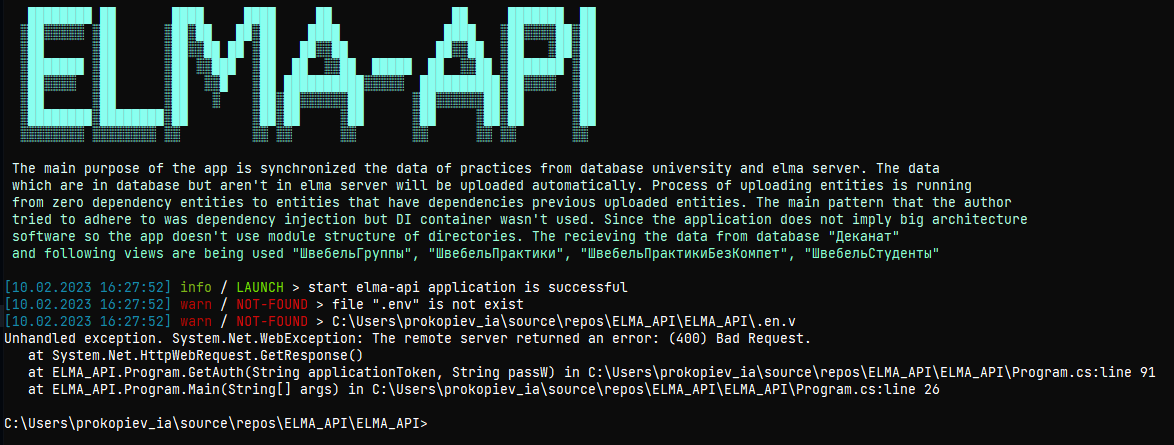 ELMA-API
The main purpose of the app is synchronized the data of practices from database university and elma server. The data
which are in database but aren't in elma server will be uploaded automatically. Process of uploading entities is running
from zero dependency entities to entities that have dependencies previous uploaded entities. The main pattern that the author
tried to adhere to was dependency injection but DI container wasn't used. Since the application does not imply big architecture
software so the app doesn't use module structure of directories. The recieving the data from database "Деканат"
and following views are being used "ШвебельГруппы", "ШвебельПрактики", "ШвебельПрактикиБезКомпет", "ШвебельСтуденты"
[10.02.2023 16:27:52] info / LAUNCH > start elma-api application is successful
[10.02.2023 16:27:52] warn / NOT-FOUND > file ".env" is not exist
[10.02.2023 16:27:52] warn / NOT-FOUND > C:\Users\prokopiev_ia\source\repos\ELMA_API\ELMA_API\.en.v
Unhandled exception. System.Net.WebException: The remote server returned an error: (400) Bad Request.
at System.Net.HttpWebRequest.GetResponse()
at ELMA_API.Program.GetAuth(String applicationToken, String passW) in C:\Users\prokopiev_ia\source\repos\ELMA_API\ELMA_API\Program.cs:line 91
at ELMA_API.Program.Main(String[] args) in C:\Users\prokopiev_ia\source\repos\ELMA_API\ELMA_API\Program.cs:line 26
C:\Users\prokopiev_ia\source\repos\ELMA_API\ELMA_API>